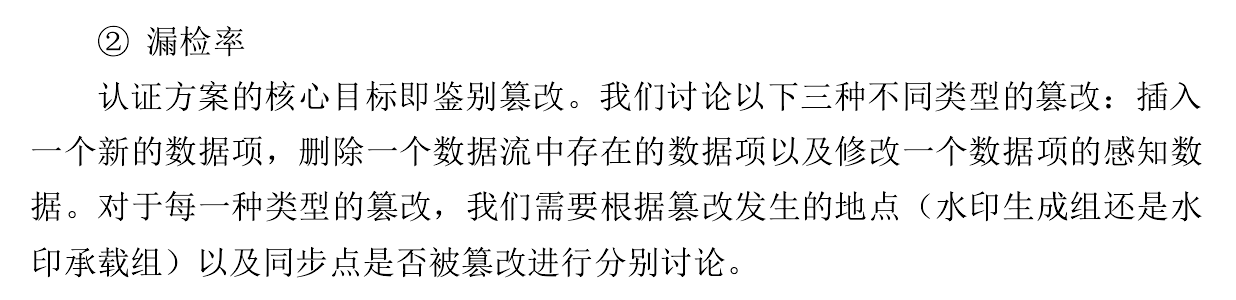 ② 漏检率
认证方案的核心目标即鉴别篡改。我们讨论以下三种不同类型的篡改：插入
一个新的数据项，删除一个数据流中存在的数据项以及修改一个数据项的感知数
据。对于每一种类型的篡改，我们需要根据篡改发生的地点（水印生成组还是水
印承载组）以及同步点是否被篡改进行分别讨论。